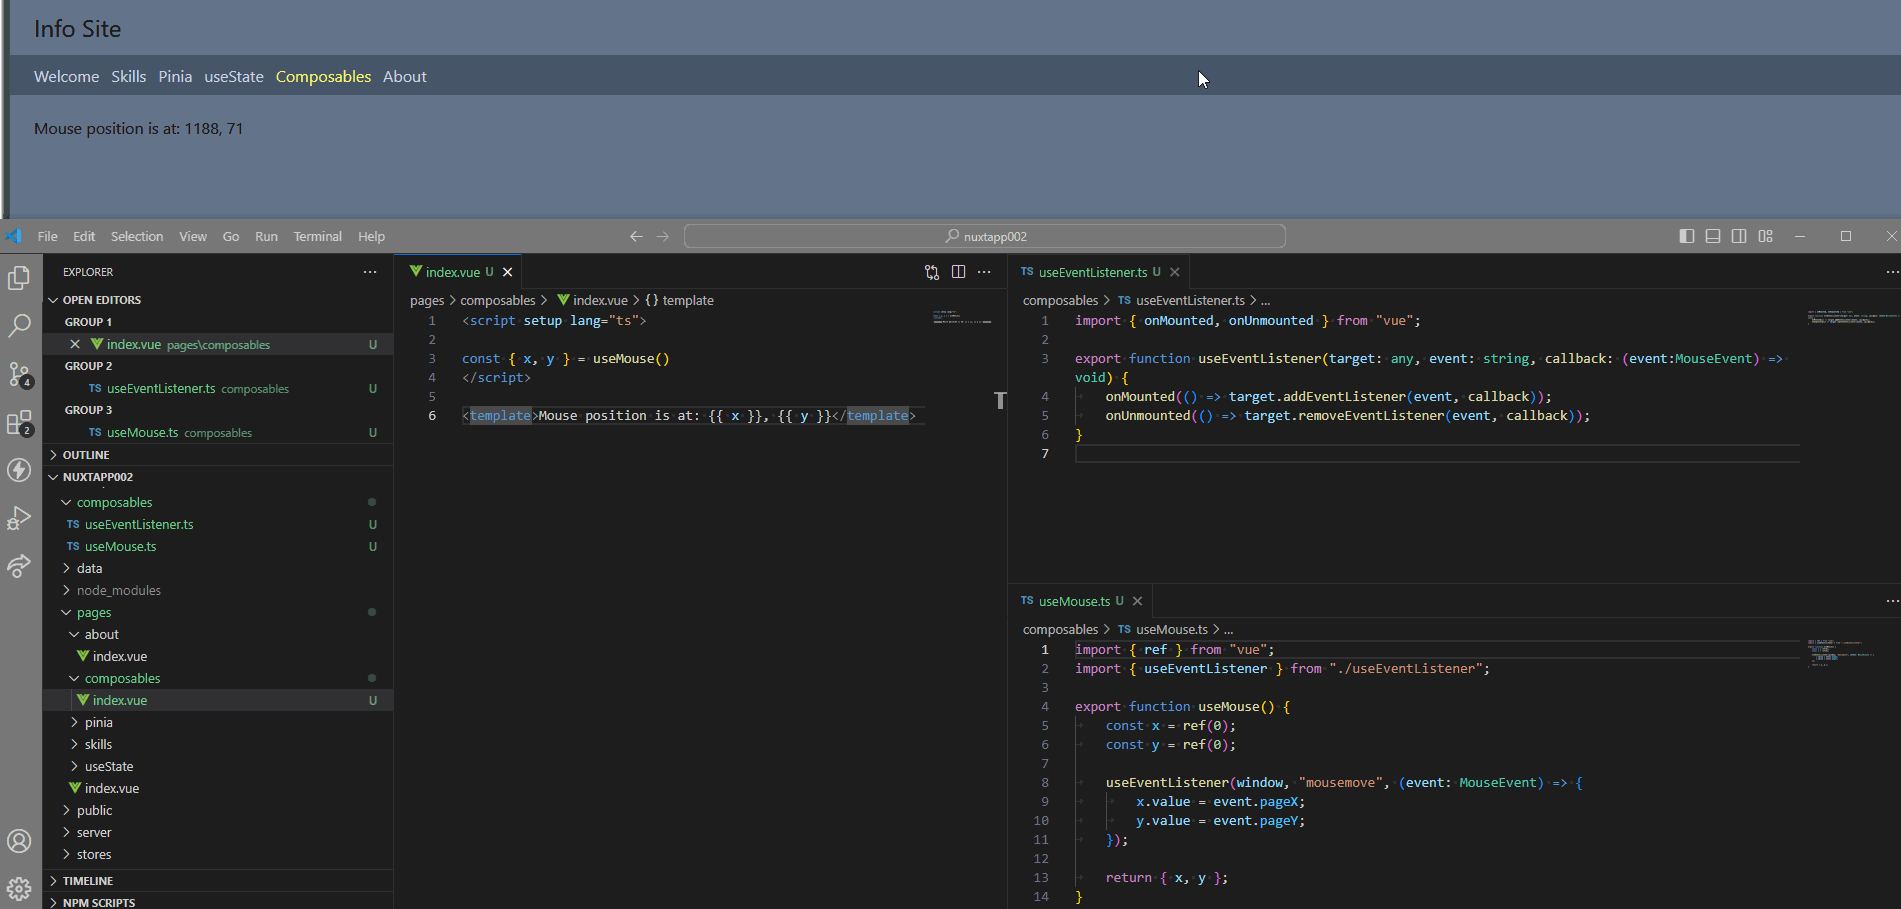 Info Site
Welcome Skills Pinia useState Composables About
Mouse position is at: 1188, 71
File Edit Selection View Go Run Terminal Help
nuxtapp002
EXPLORER
OPEN EDITORS
GROUP 1
index.vue pages\composables U
GROUP 2
TS useEventListener.ts composables U
GROUP 3
TS useMouse.ts composables U
OUTLINE
NUXTAPP002
composables
TS useEventListener.ts U
TS useMouse.ts U
data
node_modules
pages
about
index.vue
composables
index.vue U
pinia
skills
useState
index.vue
public
server
stores
TIMELINE
NPM SCRIPTS
4
2
index.vue U
pages > composables > index.vue > {} template
1 <script setup lang="ts">
2
3 const { x, y } = useMouse()
4 </script>
5
6 <template>Mouse position is at: {{ x }}, {{ y }}</template>
TS useEventListener.ts U
composables > TS useEventListener.ts > ...
1 import { onMounted, onUnmounted } from "vue";
2
3 export function useEventListener(target: any, event: string, callback: (event:MouseEvent) =>
void) {
4 onMounted(() => target.addEventListener(event, callback));
5 onUnmounted(() => target.removeEventListener(event, callback));
6 }
7
TS useMouse.ts U
composables > TS useMouse.ts > ...
1 import { ref } from "vue";
2 import { useEventListener } from "./useEventListener";
3
4 export function useMouse() {
5 const x = ref(0);
6 const y = ref(0);
7
8 useEventListener(window, "mousemove", (event: MouseEvent) => {
9 x.value = event.pageX;
10 y.value = event.pageY;
11 });
12
13 return { x, y };
14 }